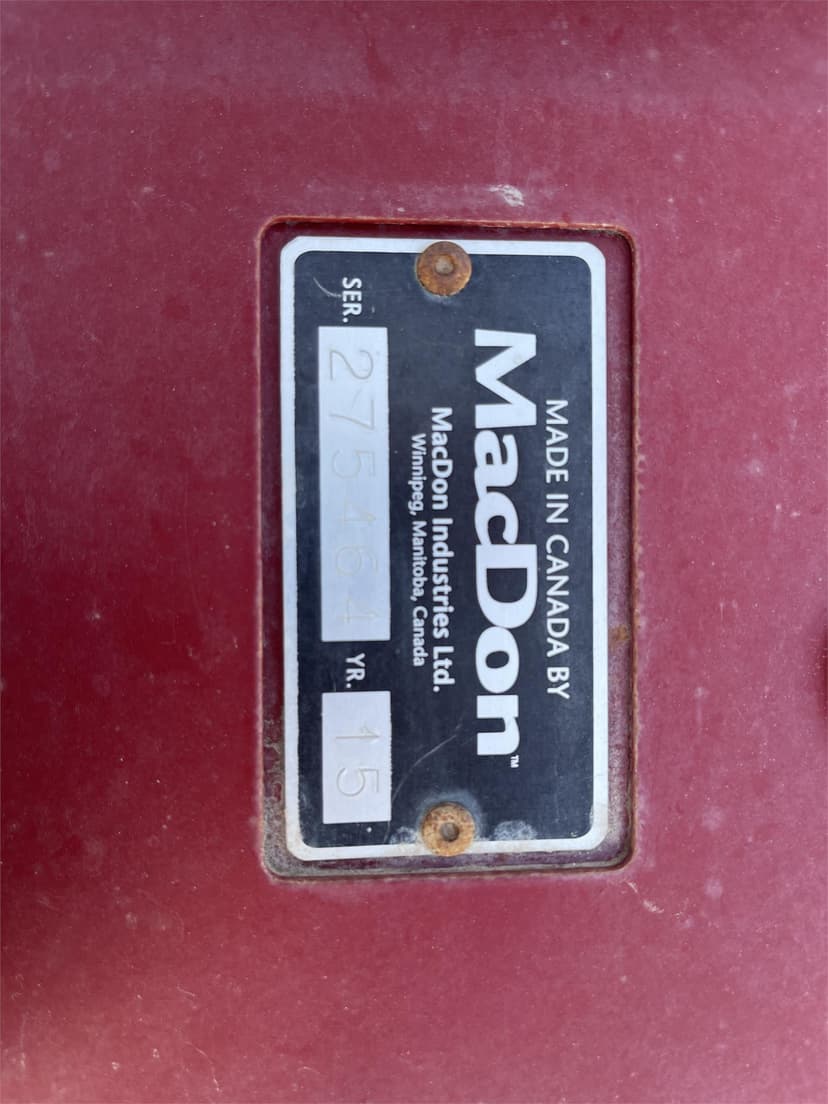 MADE IN CANADA BY
MacDon™
MacDon Industries Ltd.
Winnipeg, Manitoba, Canada
SER. 275464 YR. 15